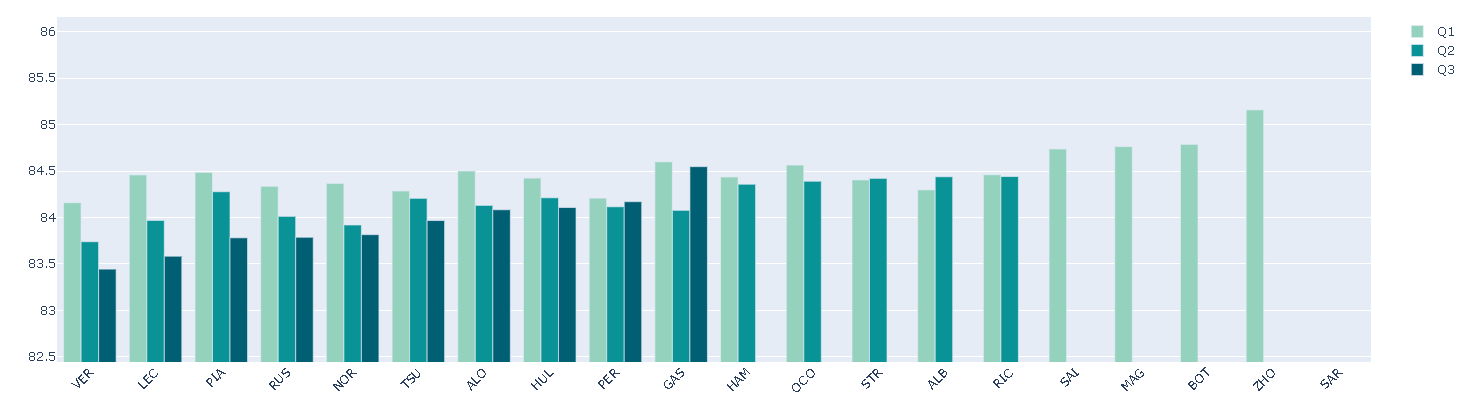 86
85.5
85
84.5
84
83.5
83
82.5
VER LEC PIA RUS NOR TSU ALO HUL PER GAS HAM OCO STR ALB RIC SAI MAG BOT ZHO SAR
Q1
Q2
Q3